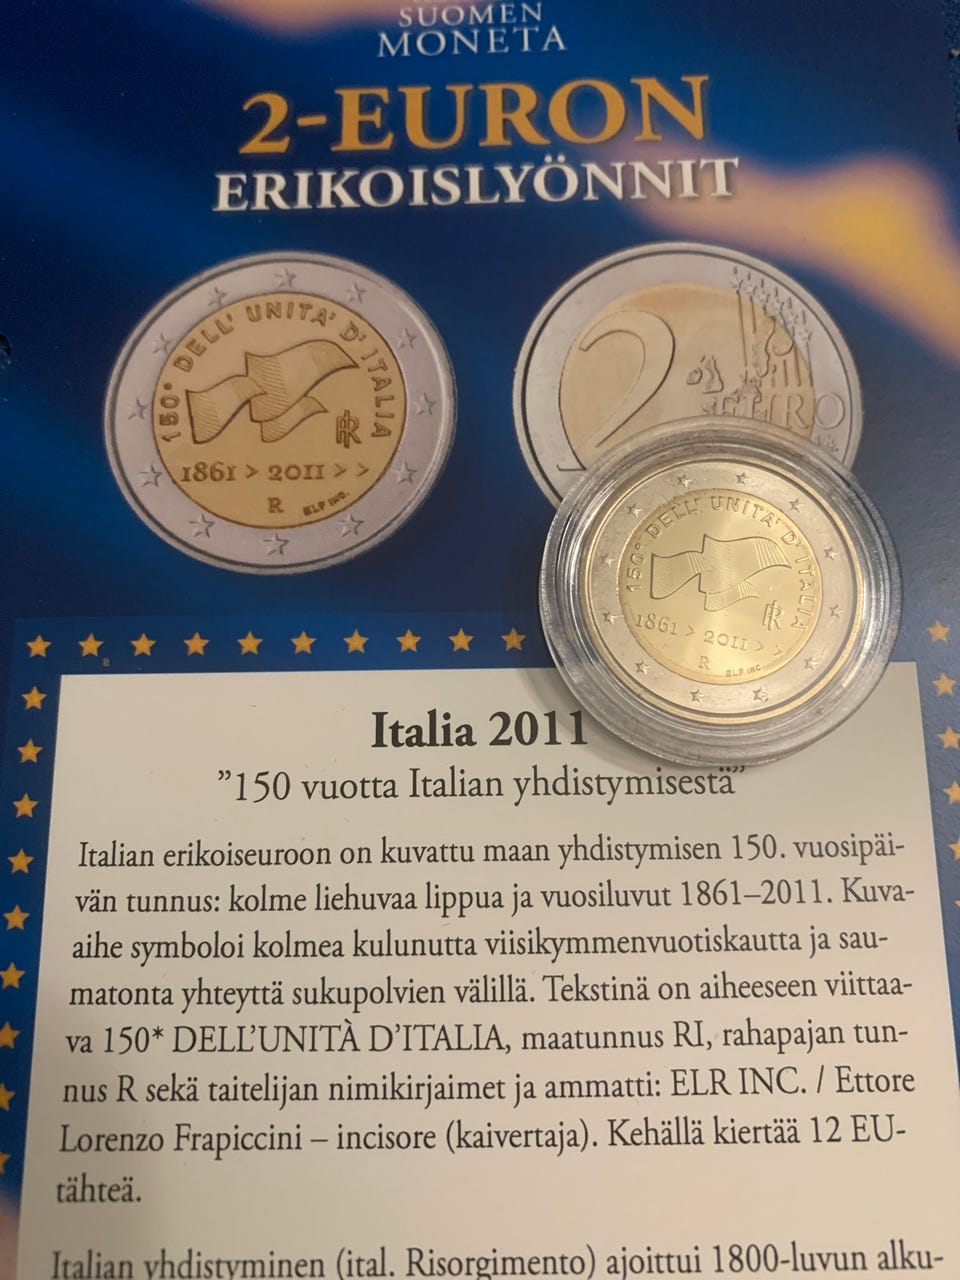 SUOMEN
MONETA
2-EURON
ERIKOISLYÖNNIT
150° DELL' UNITA' D'ITALIA
RI
1861 > 2011 > >
R
ELF INC.
2 EURO
150° DELL' UNITA' D'ITALIA
RI
1861 > 2011 > >
R
ELF INC.
Italia 2011
”150 vuotta Italian yhdistymisestä”
Italian erikoiseuroon on kuvattu maan yhdistymisen 150. vuosipäi-
vän tunnus: kolme liehuvaa lippua ja vuosiluvut 1861–2011. Kuva-
aihe symboloi kolmea kulunutta viisikymmenvuotiskautta ja sau-
matonta yhteyttä sukupolvien välillä. Tekstinä on aiheeseen viittaa-
va 150* DELL’UNITÀ D’ITALIA, maatunnus RI, rahapajan tun-
nus R sekä taitelijan nimikirjaimet ja ammatti: ELR INC. / Ettore
Lorenzo Frapiccini – incisore (kaivertaja). Kehällä kiertää 12 EU-
tähteä.
Italian yhdistyminen (ital. Risorgimento) ajoittui 1800-luvun alku-